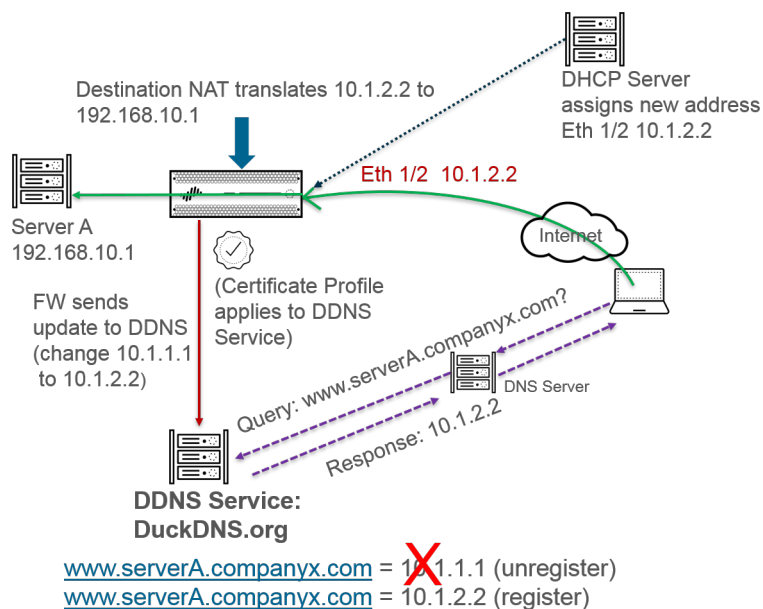 DHCP Server
assigns new address
Eth 1/2 10.1.2.2
Destination NAT translates 10.1.2.2 to
192.168.10.1
Eth 1/2 10.1.2.2
Server A
192.168.10.1
Internet
(Certificate Profile
applies to DDNS
Service)
FW sends
update to DDNS
(change 10.1.1.1
to 10.1.2.2)
Query: www.serverA.companyx.com?
DNS Server
Response: 10.1.2.2
DDNS Service:
DuckDNS.org
www.serverA.companyx.com = 10.1.1.1 (unregister)
www.serverA.companyx.com = 10.1.2.2 (register)